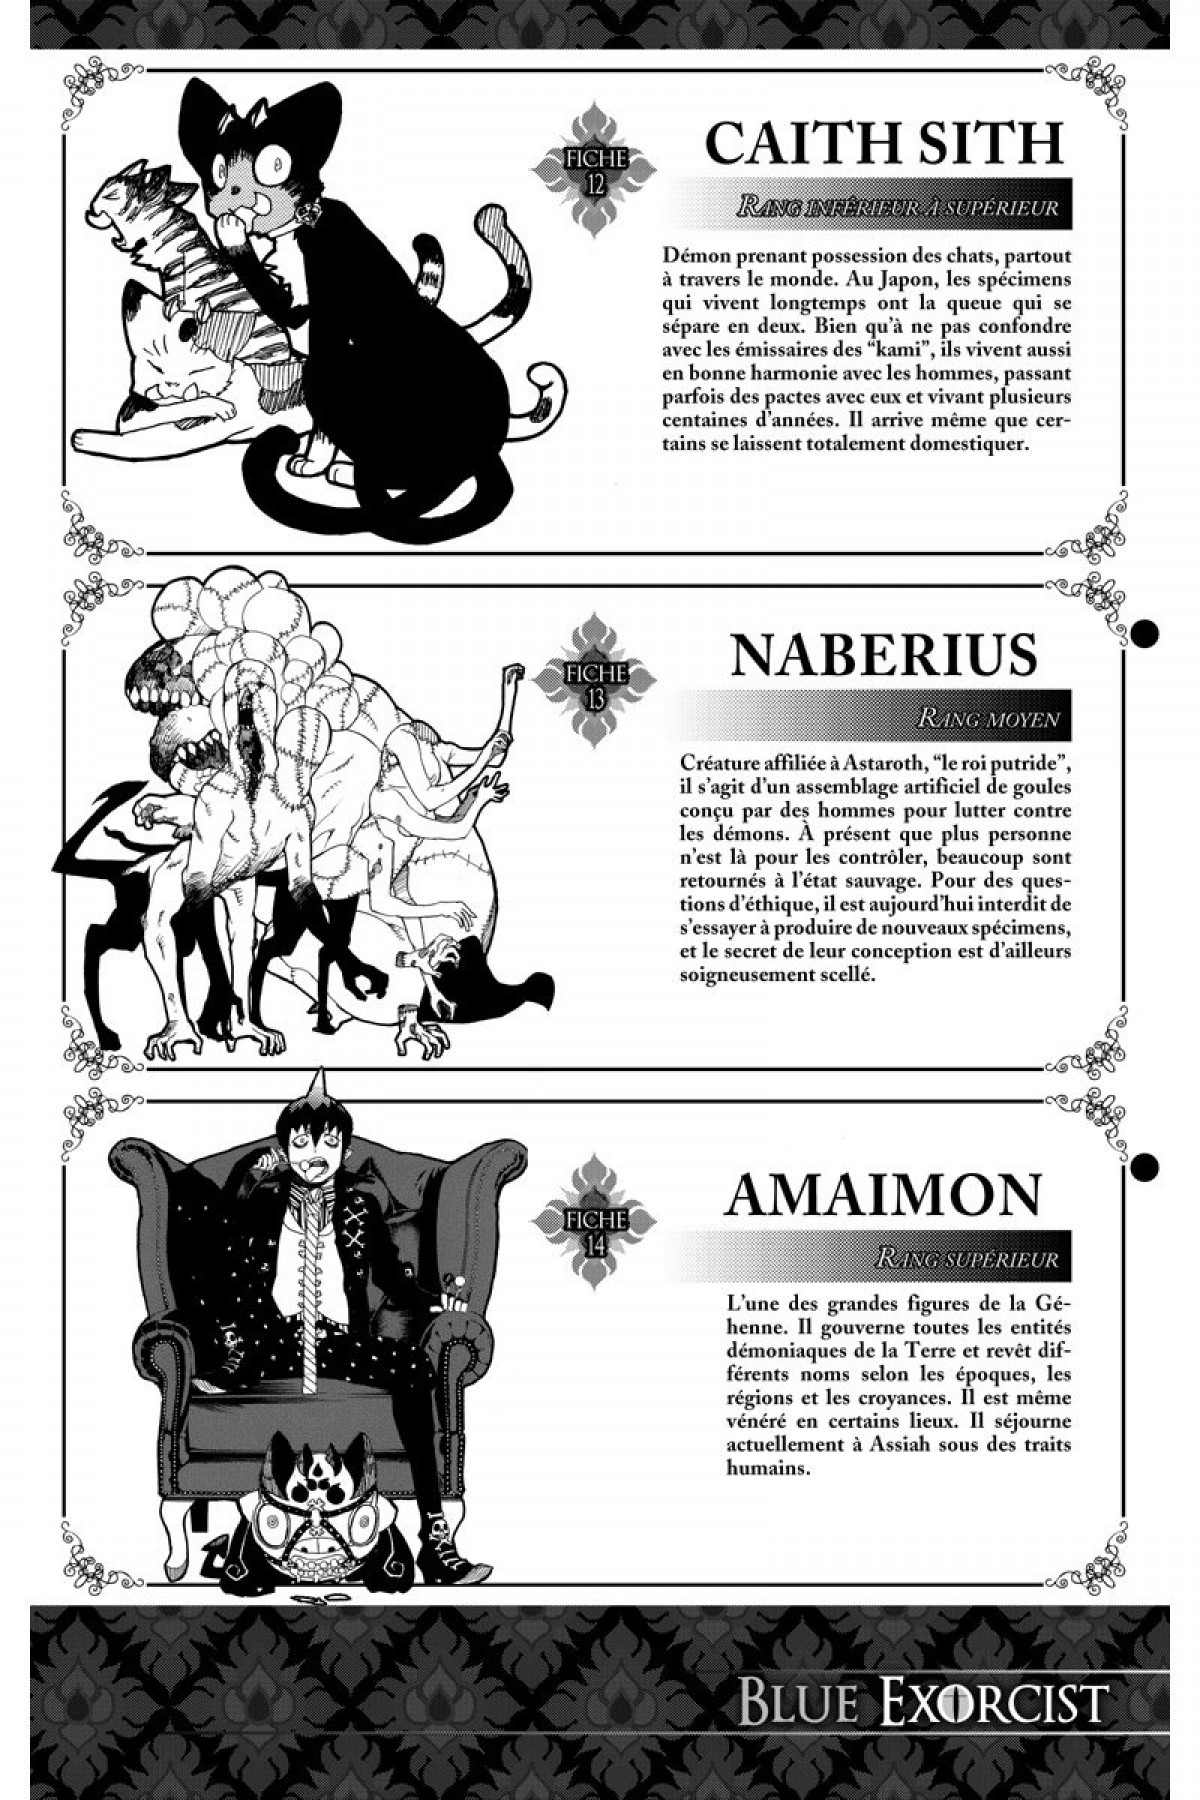 FICHE
12
CAITH SITH
RANG INFÉRIEUR À SUPÉRIEUR
Démon prenant possession des chats, partout
à travers le monde. Au Japon, les spécimens
qui vivent longtemps ont la queue qui se
sépare en deux. Bien qu'à ne pas confondre
avec les émissaires des “kami”, ils vivent aussi
en bonne harmonie avec les hommes, passant
parfois des pactes avec eux et vivant plusieurs
centaines d'années. Il arrive même que cer-
tains se laissent totalement domestiquer.
FICHE
13
NABERIUS
RANG MOYEN
Créature affiliée à Astaroth, “le roi putride”,
il s'agit d'un assemblage artificiel de goules
conçu par des hommes pour lutter contre
les démons. À présent que plus personne
n'est là pour les contrôler, beaucoup sont
retournés à l'état sauvage. Pour des ques-
tions d'éthique, il est aujourd'hui interdit de
s'essayer à produire de nouveaux spécimens,
et le secret de leur conception est d'ailleurs
soigneusement scellé.
FICHE
14
AMAIMON
RANG SUPÉRIEUR
L'une des grandes figures de la Gé-
henne. Il gouverne toutes les entités
démoniaques de la Terre et revêt dif-
férents noms selon les époques, les
régions et les croyances. Il est même
vénéré en certains lieux. Il séjourne
actuellement à Assiah sous des traits
humains.
BLUE EXORCIST